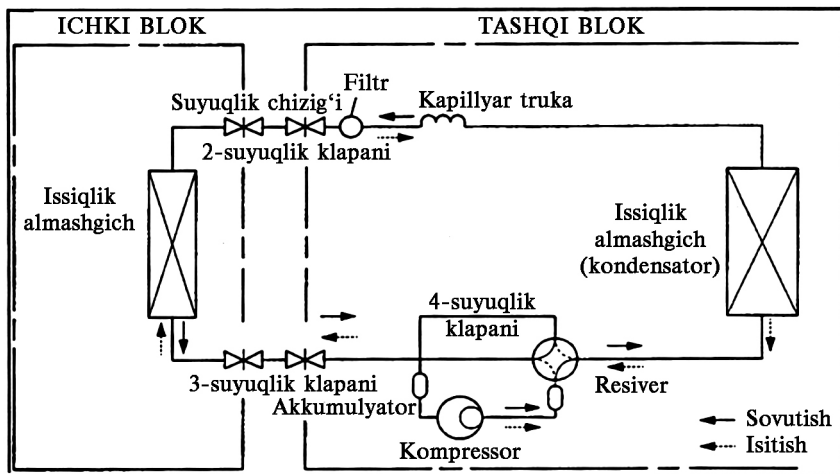 ICHKI BLOK
TASHQI BLOK
Filtr
Suyuqlik chizig‘i
Kapillyar truka
2-suyuqlik klapani
Issiqlik
almashgich
Issiqlik
almashgich
(kondensator)
4-suyuqlik
klapani
3-suyuqlik klapani
Resiver
Akkumulyator
Kompressor
Sovutish
Isitish